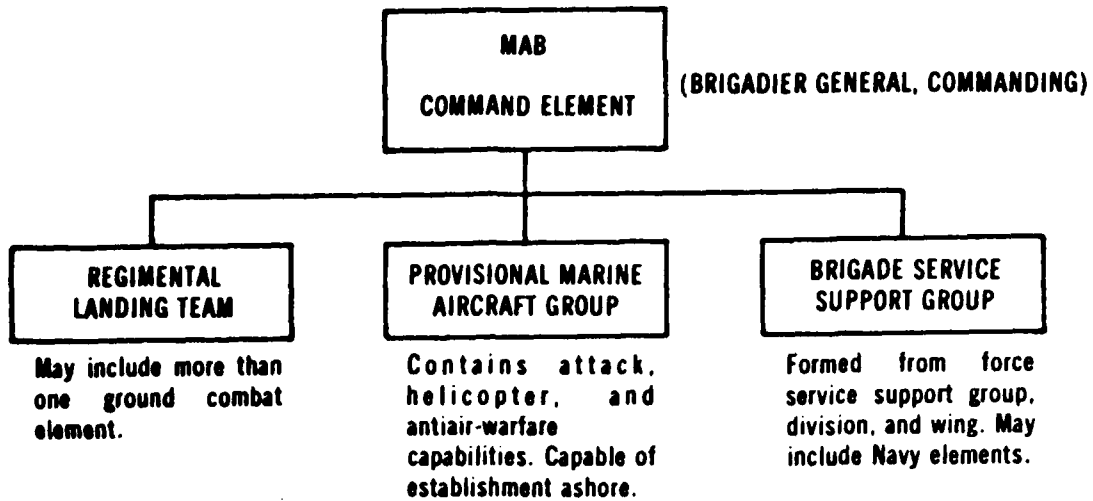 MAB
COMMAND ELEMENT
(BRIGADIER GENERAL, COMMANDING)
REGIMENTAL
LANDING TEAM
May include more than
one ground combat
element.
PROVISIONAL MARINE
AIRCRAFT GROUP
Contains attack,
helicopter, and
antiair-warfare
capabilities. Capable of
establishment ashore.
BRIGADE SERVICE
SUPPORT GROUP
Formed from force
service support group,
division, and wing. May
include Navy elements.